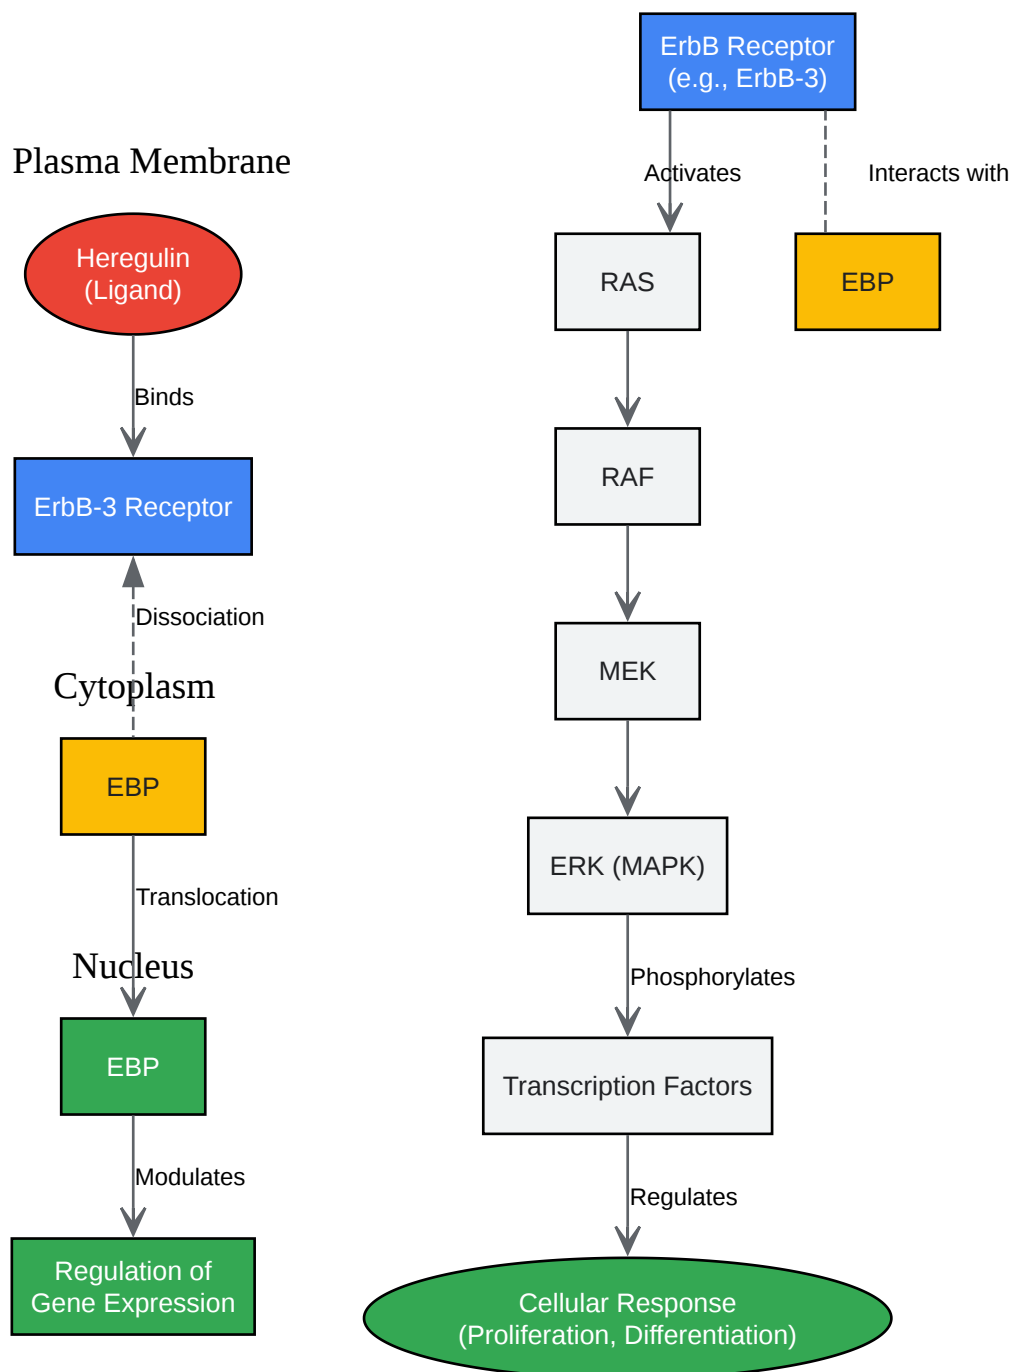 Plasma Membrane
Heregulin
(Ligand)
Binds
ErbB-3 Receptor
Dissociation
Cytoplasm
EBP
Translocation
Nucleus
EBP
Modulates
Regulation of
Gene Expression
ErbB Receptor
(e.g., ErbB-3)
Activates
Interacts with
RAS
EBP
RAF
MEK
ERK (MAPK)
Phosphorylates
Transcription Factors
Regulates
Cellular Response
(Proliferation, Differentiation)